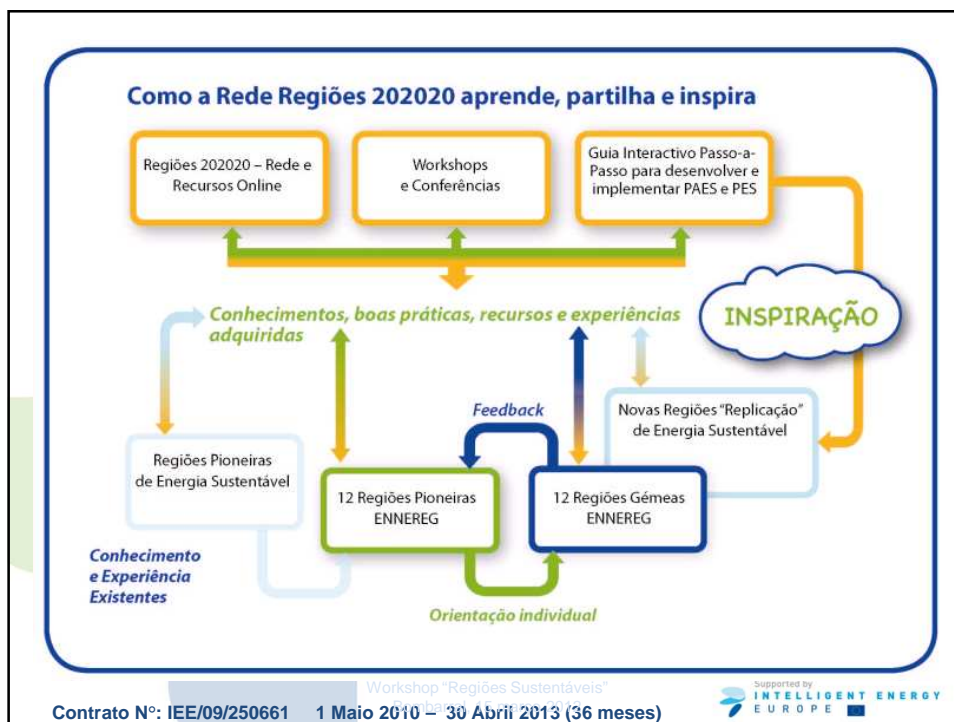 Como a Rede Regiões 202020 aprende, partilha e inspira
Regiões 202020 – Rede e
Recursos Online
Workshops
e Conferências
Guia Interactivo Passo-a-
Passo para desenvolver e
implementar PAES e PES
Conhecimentos, boas práticas, recursos e experiências
adquiridas
INSPIRAÇÃO
Feedback
Novas Regiões "Replicação"
de Energia Sustentável
Regiões Pioneiras
de Energia Sustentável
12 Regiões Pioneiras
ENNEREG
12 Regiões Gémeas
ENNEREG
Conhecimento
e Experiência
Existentes
Orientação individual
Workshop "Regiões Sustentáveis"
Contrato Nº: IEE/09/250661 1 Maio 2010 – 30 Abril 2013 (36 meses)
Supported by
INTELLIGENT ENERGY
EUROPE